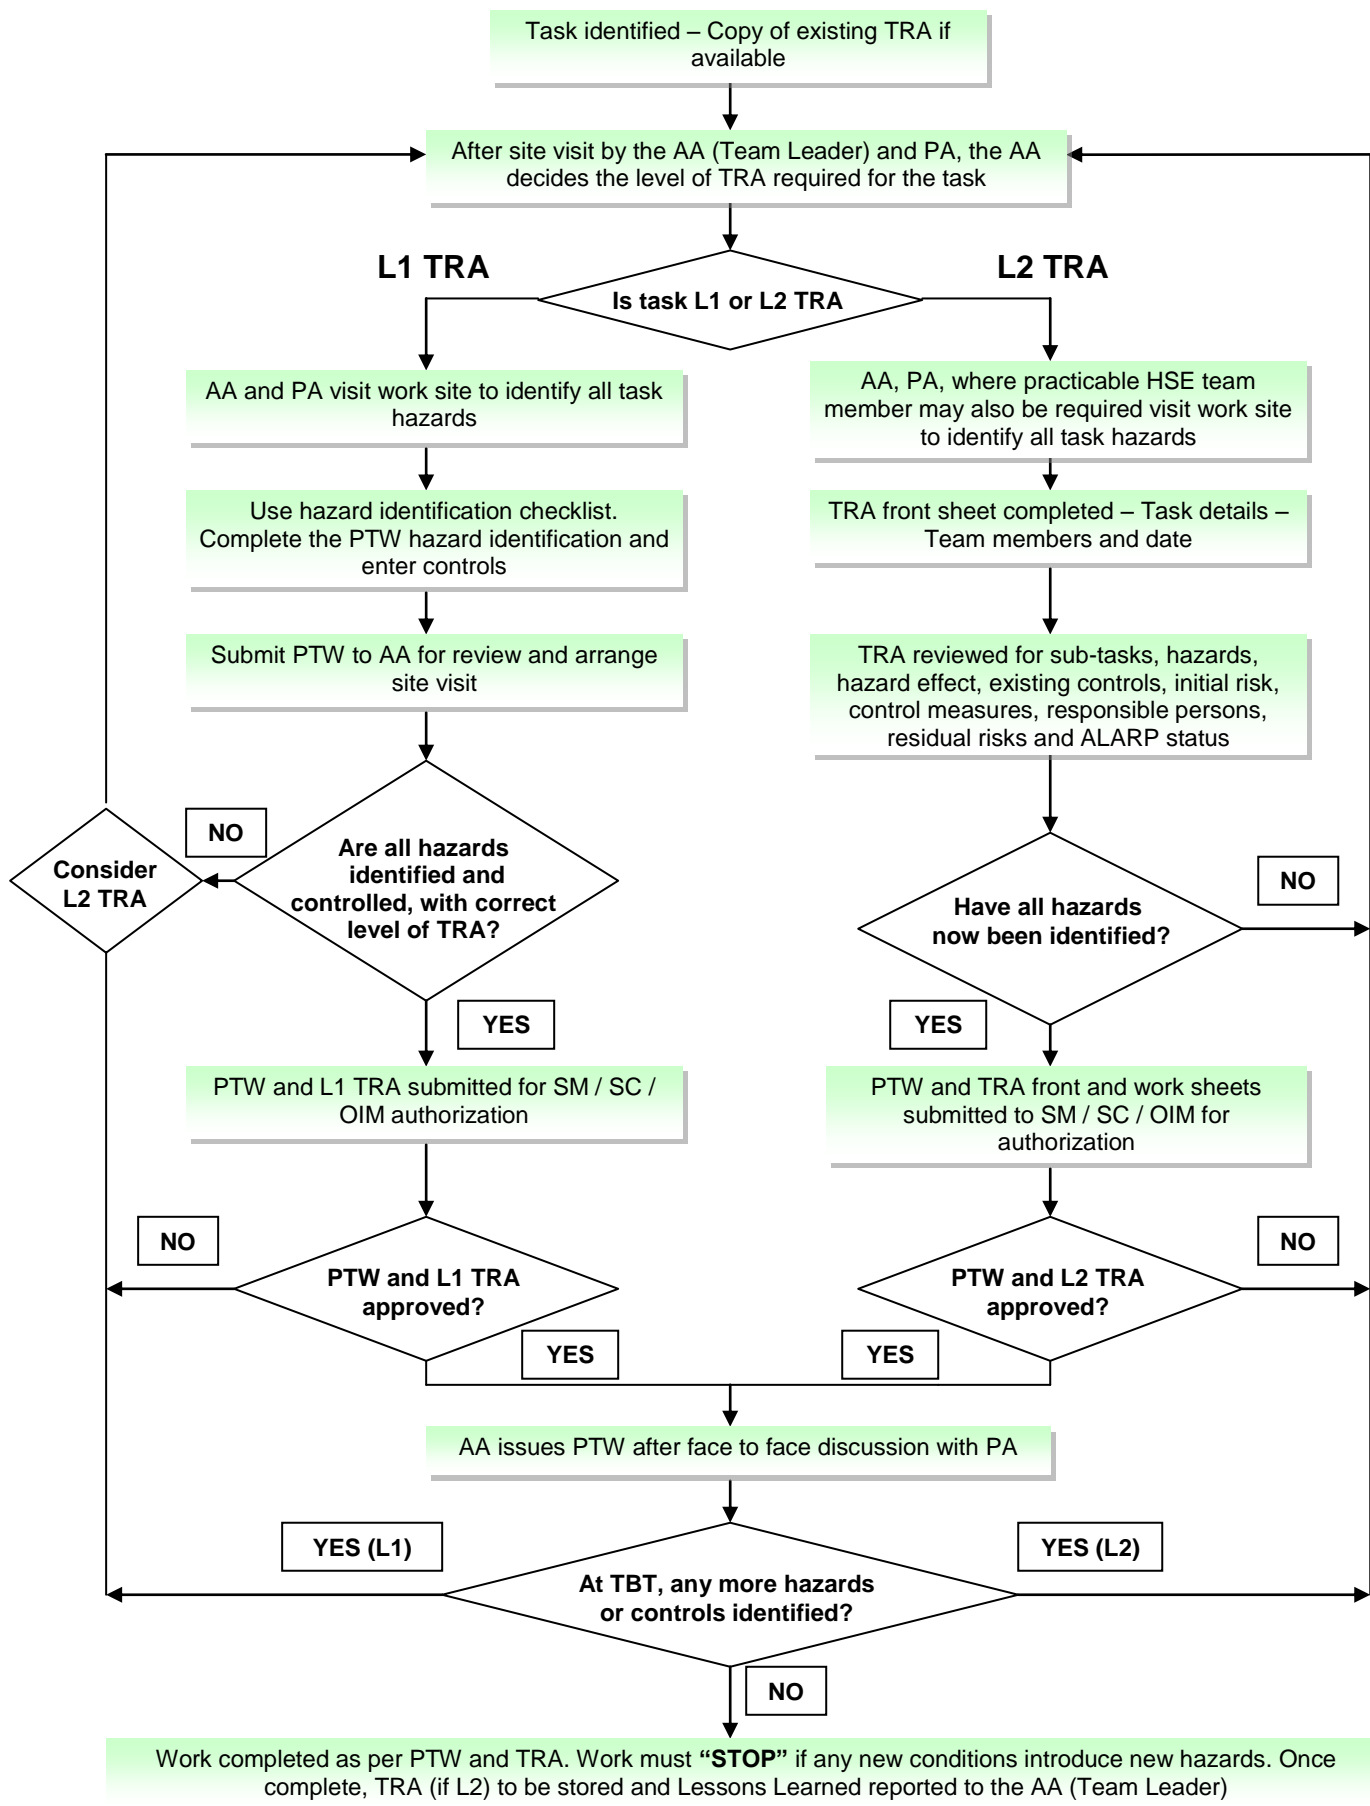 Task identified – Copy of existing TRA if
available
After site visit by the AA (Team Leader) and PA, the AA
decides the level of TRA required for the task
L1 TRA
L2 TRA
Is task L1 or L2 TRA
AA and PA visit work site to identify all task
hazards
AA, PA, where practicable HSE team
member may also be required visit work site
to identify all task hazards
Use hazard identification checklist.
Complete the PTW hazard identification and
enter controls
TRA front sheet completed – Task details –
Team members and date
Submit PTW to AA for review and arrange
site visit
TRA reviewed for sub-tasks, hazards,
hazard effect, existing controls, initial risk,
control measures, responsible persons,
residual risks and ALARP status
Consider
L2 TRA
NO
Are all hazards
identified and
controlled, with correct
level of TRA?
Have all hazards
now been identified?
NO
YES
YES
PTW and L1 TRA submitted for SM / SC /
OIM authorization
PTW and TRA front and work sheets
submitted to SM / SC / OIM for
authorization
NO
PTW and L1 TRA
approved?
PTW and L2 TRA
approved?
NO
YES
YES
AA issues PTW after face to face discussion with PA
YES (L1)
YES (L2)
At TBT, any more hazards
or controls identified?
NO
Work completed as per PTW and TRA. Work must “STOP” if any new conditions introduce new hazards. Once
complete, TRA (if L2) to be stored and Lessons Learned reported to the AA (Team Leader)